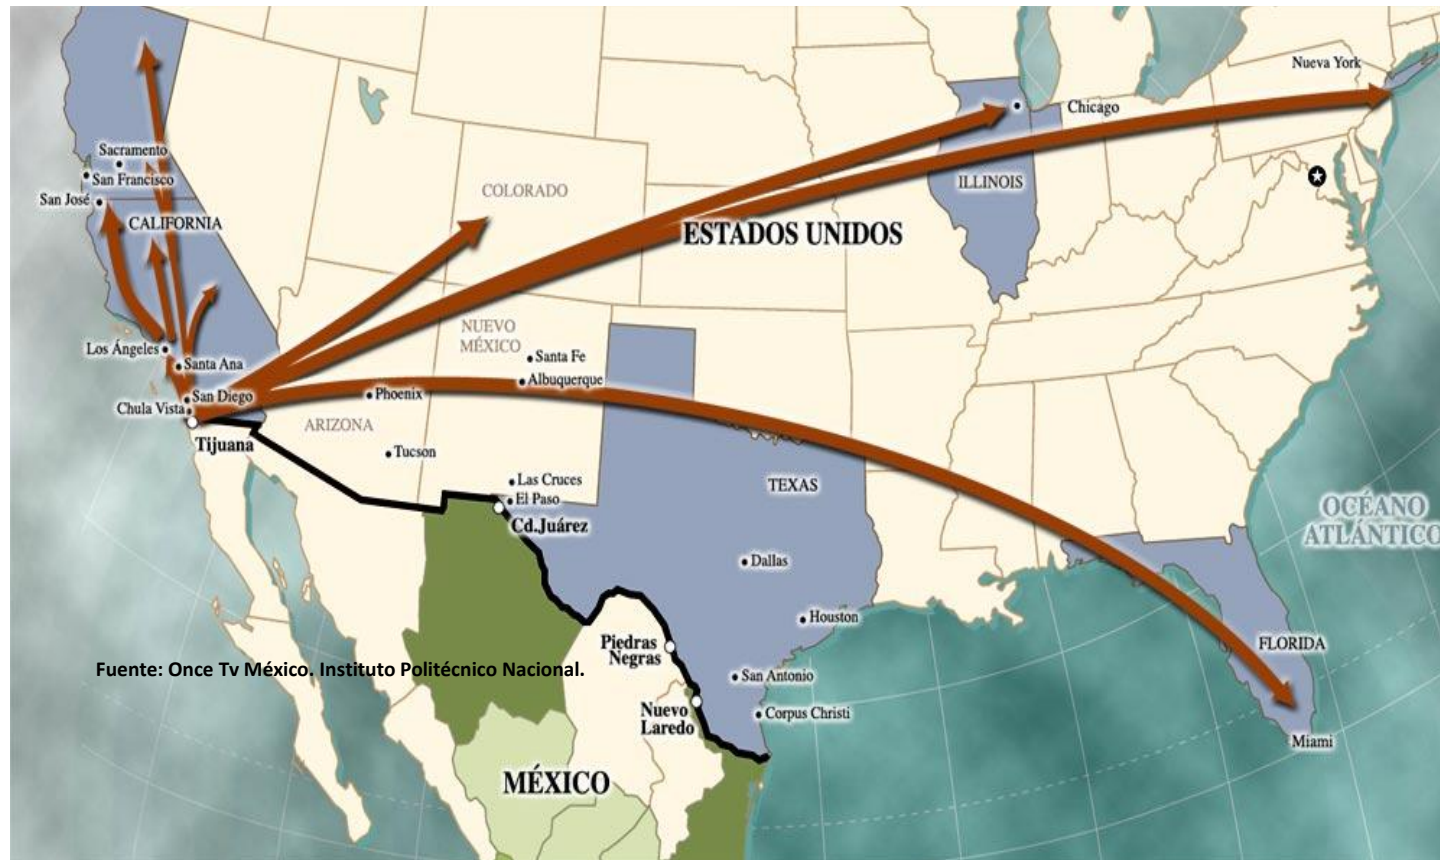 Nueva York
Chicago
Sacramento
San Francisco
San José
CALIFORNIA
COLORADO
ILLINOIS
ESTADOS UNIDOS
NUEVO
MÉXICO
Los Ángeles
Santa Ana
Santa Fe
Albuquerque
San Diego
Chula Vista
Phoenix
ARIZONA
Tijuana
Tucson
Las Cruces
El Paso
Cd.Juárez
TEXAS
OCÉANO
ATLÁNTICO
Dallas
Houston
Piedras
Negras
FLORIDA
Fuente: Once Tv México. Instituto Politécnico Nacional.
San Antonio
Nuevo
Laredo
Corpus Christi
Miami
MÉXICO